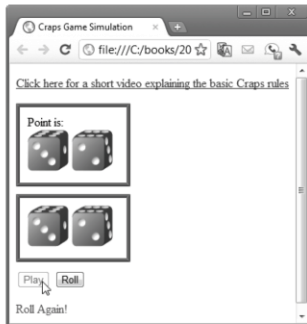 Craps Game Simulation
file:///C:/books/20
Click here for a short video explaining the basic Craps rules
Point is:
Play Roll
Roll Again!